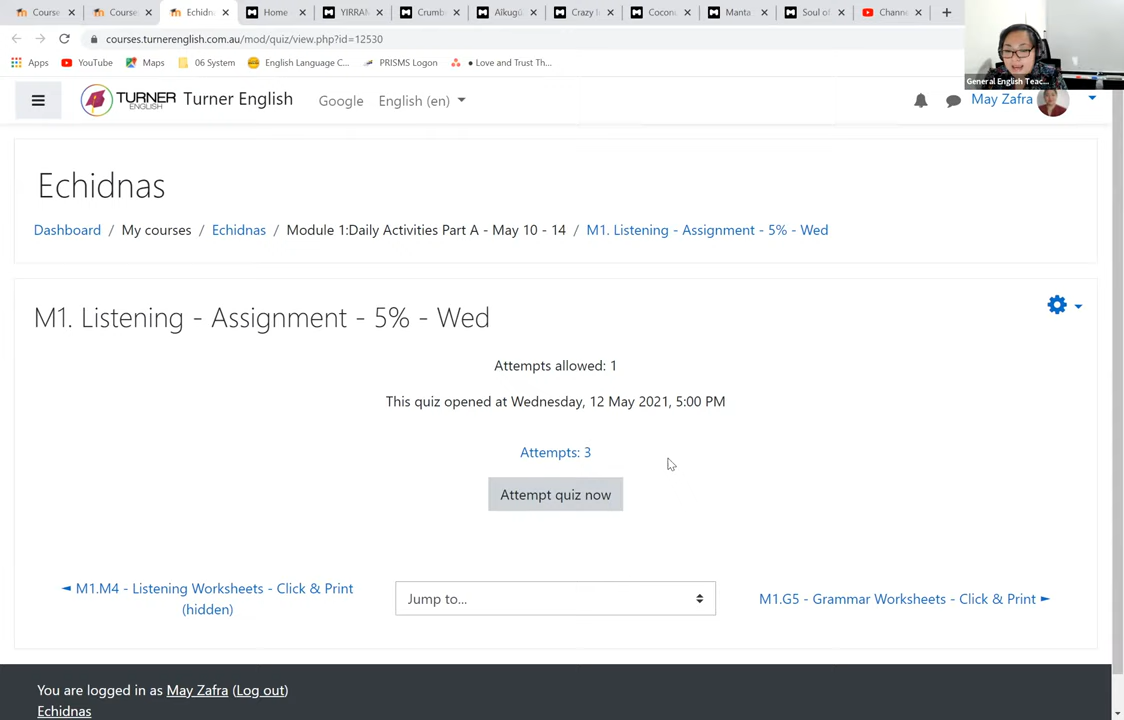 Course
Course
Echidn
Home
YIRRAM
Crumb
Alkugu
Crazy I
Cocon
Manta
Soul of
Chann
courses.turnerenglish.com.au/mod/quiz/view.php?id=12530
Apps
YouTube
Maps
06 System
English Language C...
PRISMS Logon
• Love and Trust Th...
General English Teac...
TURNER
ENGLISH
Turner English
Google
English (en)
May Zafra
Echidnas
Dashboard / My courses / Echidnas / Module 1:Daily Activities Part A - May 10 - 14 / M1. Listening - Assignment - 5% - Wed
M1. Listening - Assignment - 5% - Wed
Attempts allowed: 1
This quiz opened at Wednesday, 12 May 2021, 5:00 PM
Attempts: 3
Attempt quiz now
◄ M1.M4 - Listening Worksheets - Click & Print
(hidden)
Jump to...
M1.G5 - Grammar Worksheets - Click & Print ►
You are logged in as May Zafra (Log out)
Echidnas